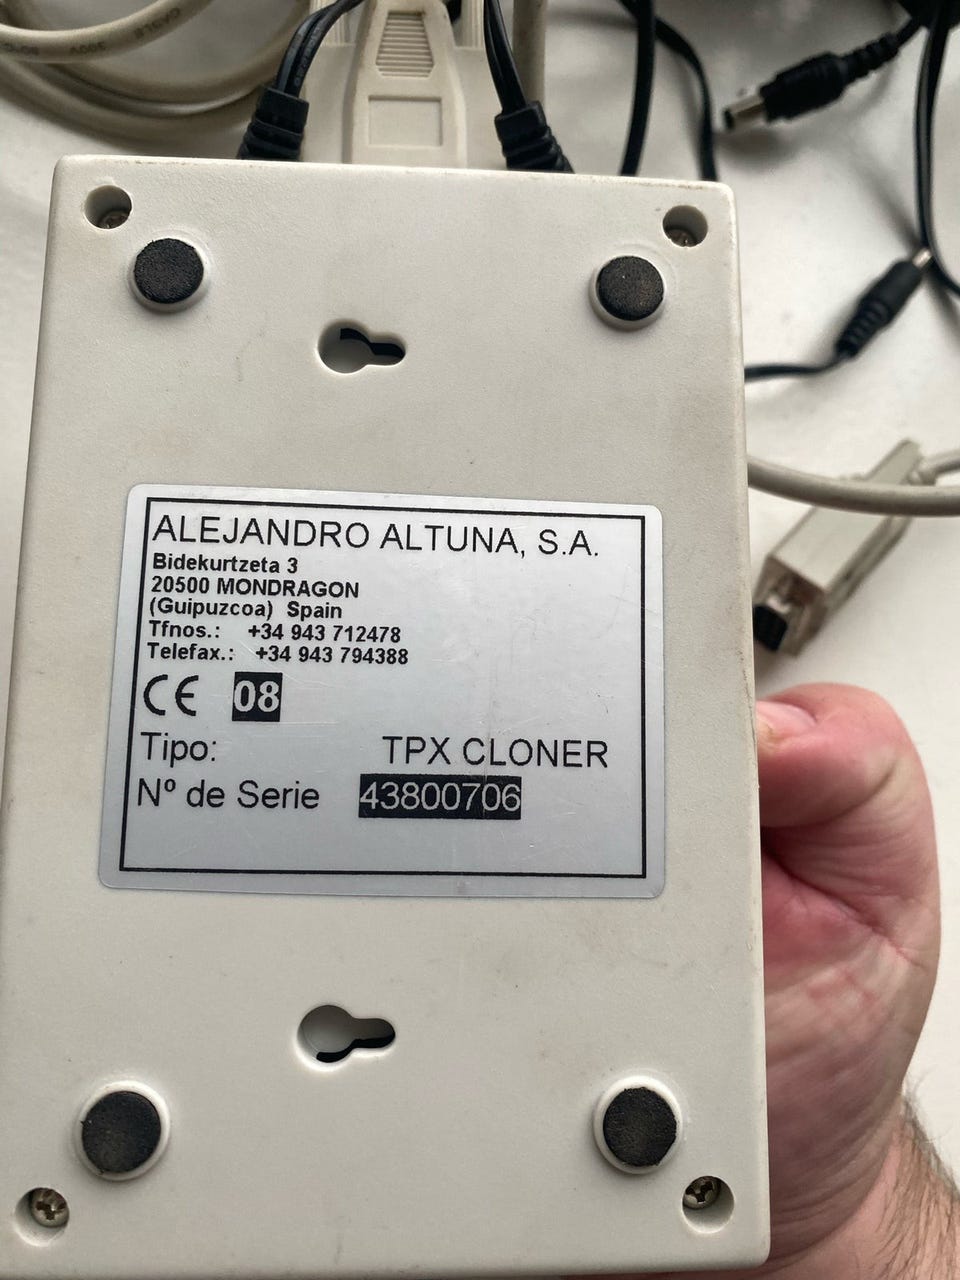 ALEJANDRO ALTUNA, S.A.
Bidekurtzeta 3
20500 MONDRAGON
(Guipuzcoa) Spain
Tfnos.: +34 943 712478
Telefax.: +34 943 794388
CE 08
Tipo: TPX CLONER
Nº de Serie 43800706